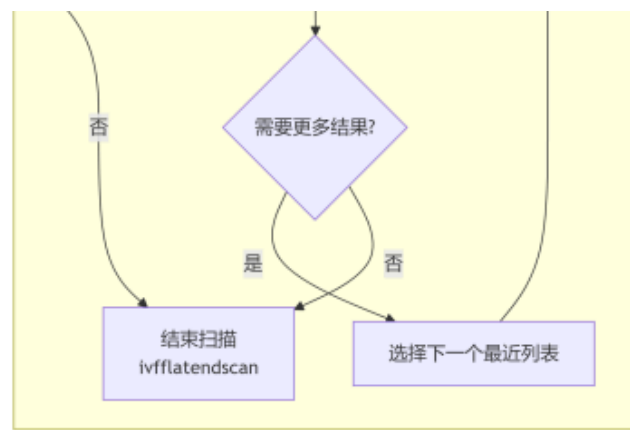 需要更多结果?
否
是
否
结束扫描
ivfflatendscan
选择下一个最近列表